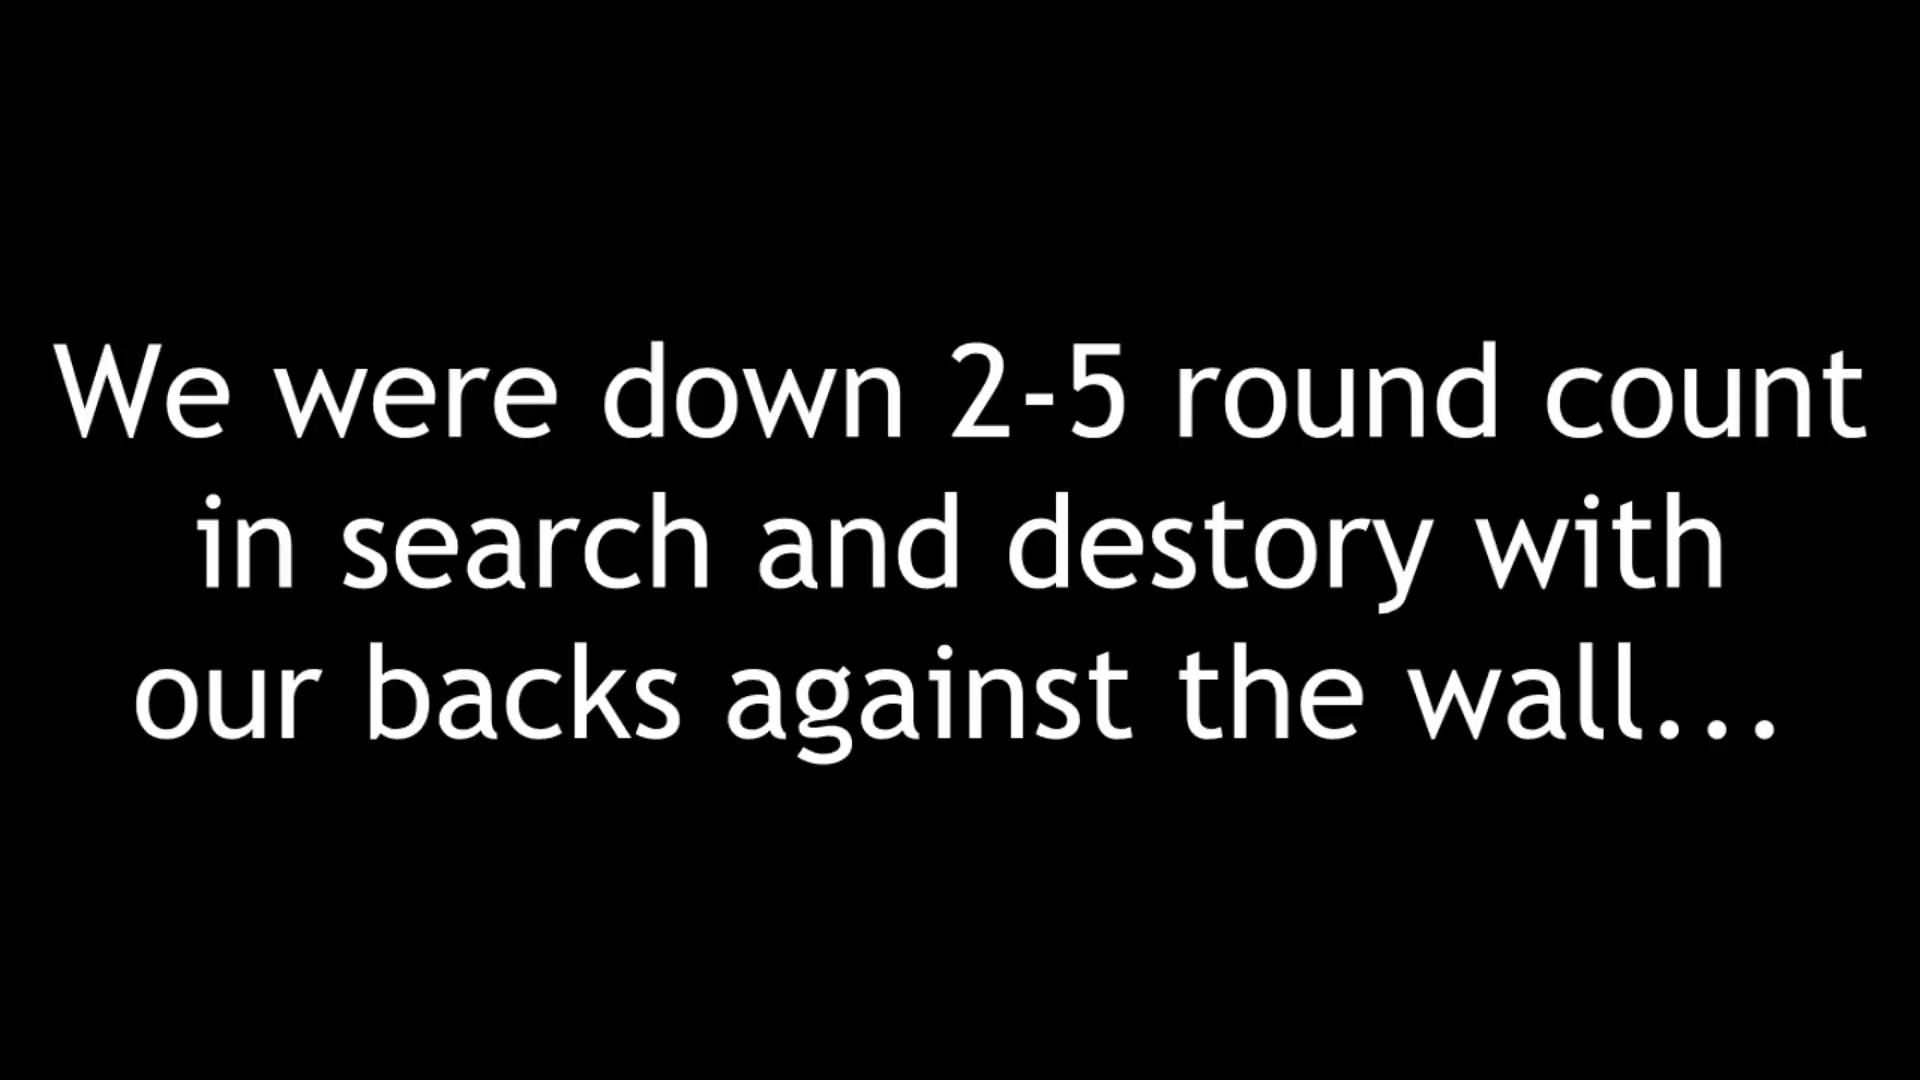 We were down 2-5 round count
in search and destory with
our backs against the wall...